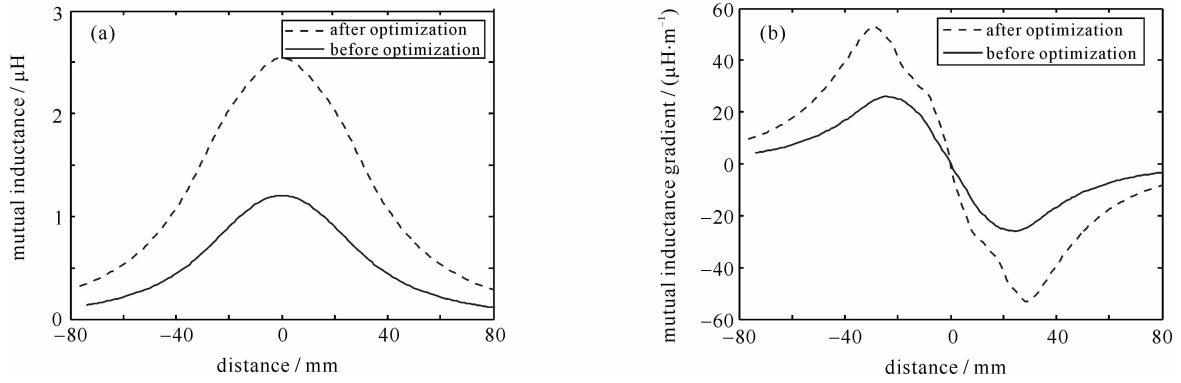 3
(a)
after optimization
before optimization
2
1
0
mutual inductance / μH
−80
−40
0
40
80
distance / mm
60
(b)
after optimization
before optimization
40
20
0
−20
−40
−60
mutual inductance gradient / (μH·m⁻¹)
−80
−40
0
40
80
distance / mm